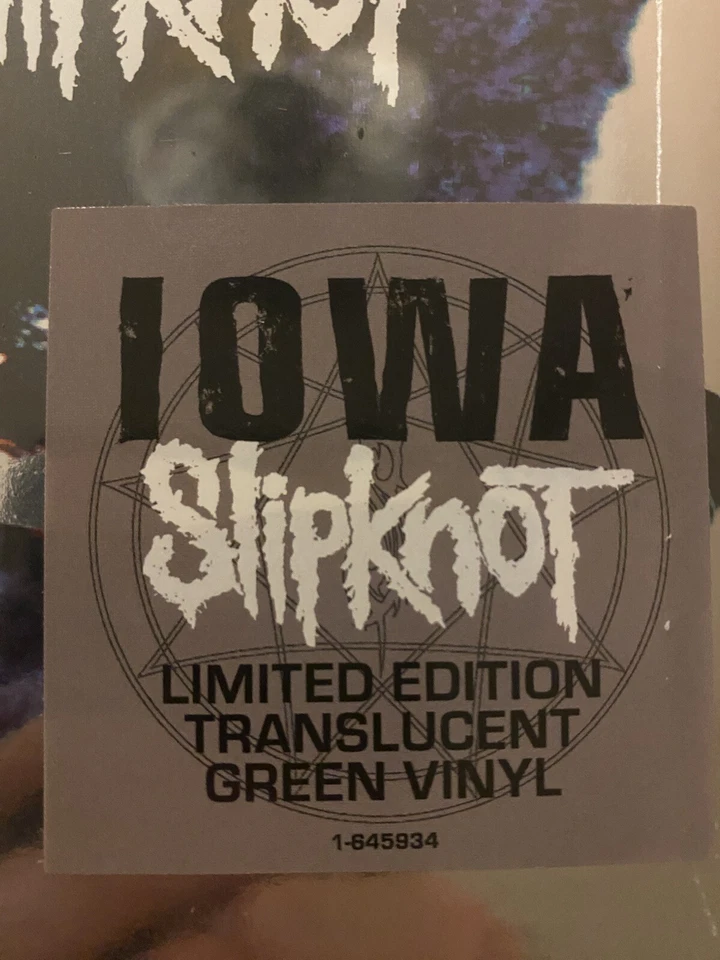 IOWA
SlipknoT
LIMITED EDITION
TRANSLUCENT
GREEN VINYL
1-645934